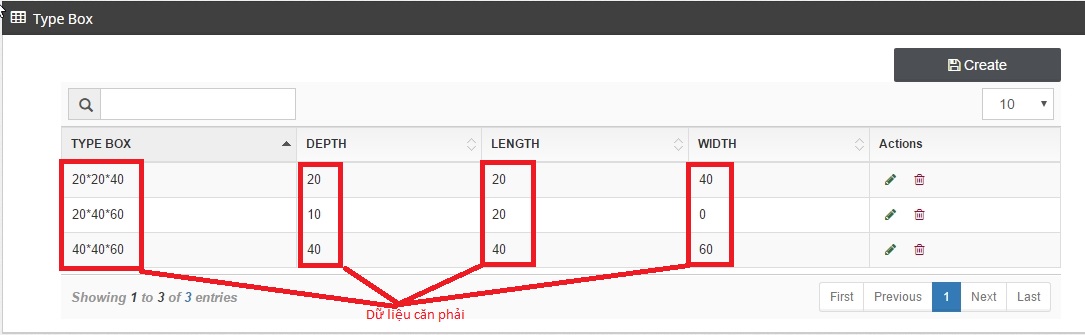 Type Box
Create
10
TYPE BOX DEPTH LENGTH WIDTH Actions
20*20*40 20 20 40
20*40*60 10 20 0
40*40*60 40 40 60
Showing 1 to 3 of 3 entries
First Previous 1 Next Last
Dữ liệu căn phải